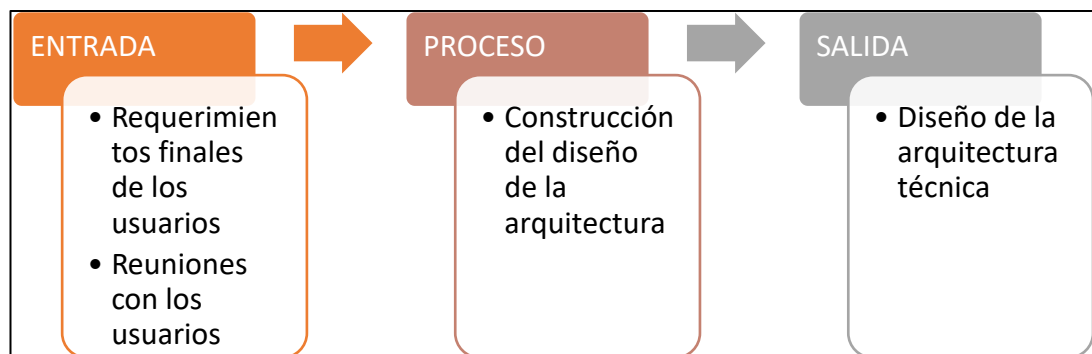 ENTRADA
• Requerimien
tos finales
de los
usuarios
• Reuniones
con los
usuarios
PROCESO
• Construcción
del diseño
de la
arquitectura
SALIDA
• Diseño de la
arquitectura
técnica